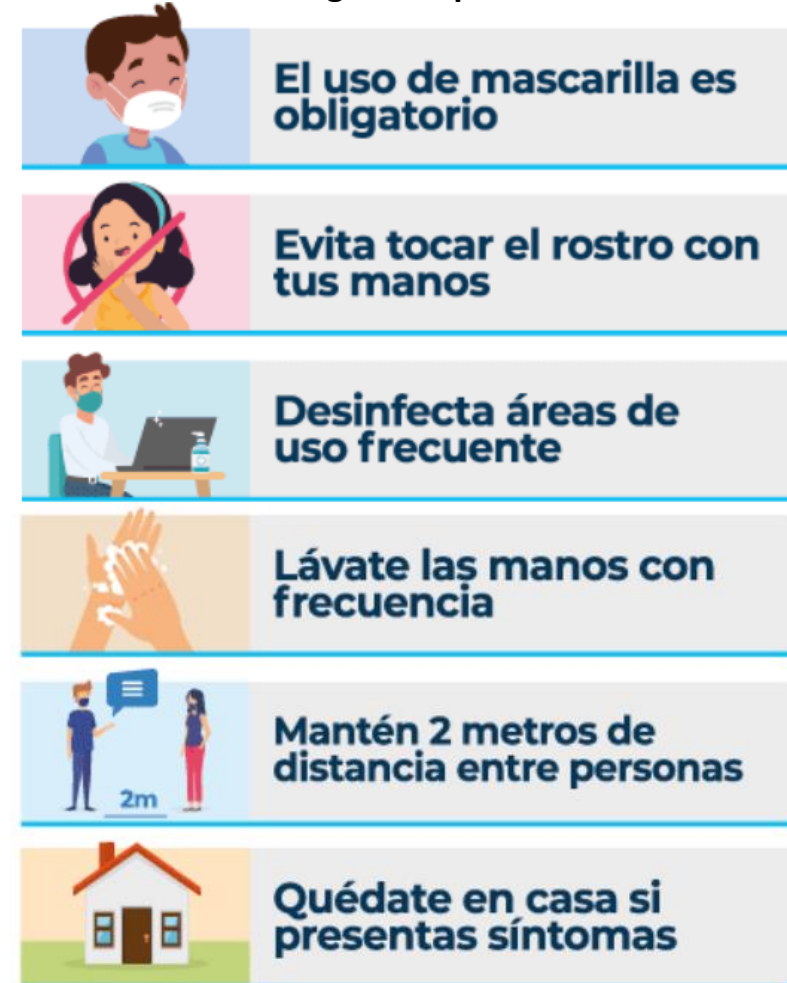 El uso de mascarilla es
obligatorio
Evita tocar el rostro con
tus manos
Desinfecta áreas de
uso frecuente
Lávate las manos con
frecuencia
2m
Mantén 2 metros de
distancia entre personas
Quédate en casa si
presentas síntomas